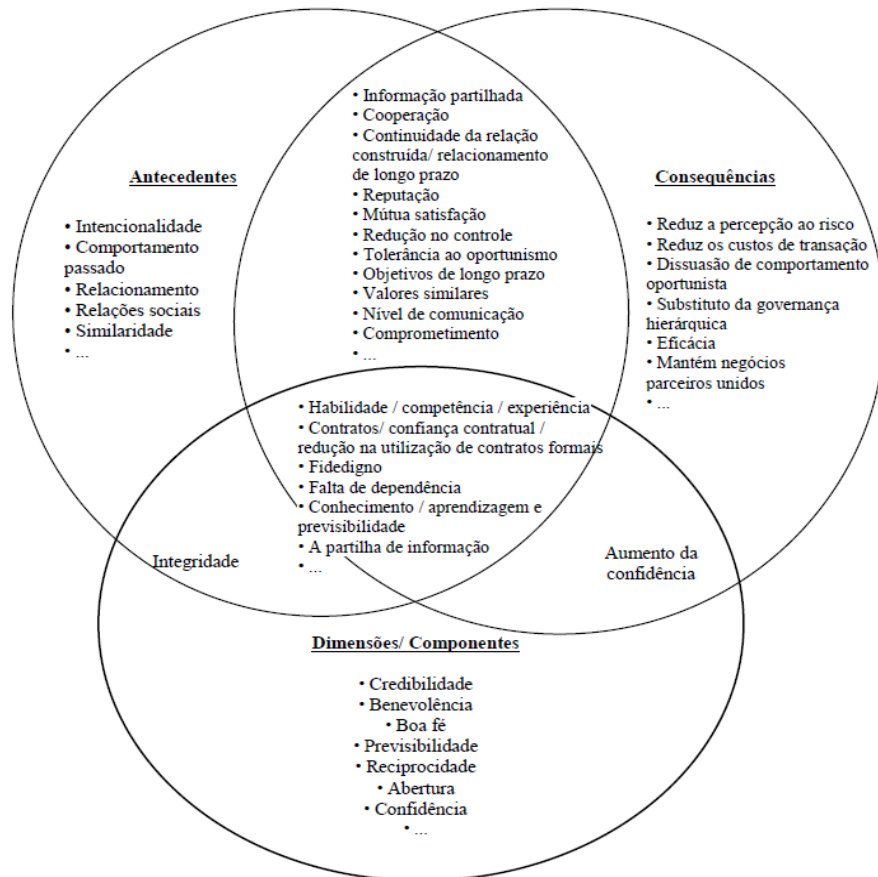 • Informação partilhada
• Cooperação
• Continuidade da relação
construída/ relacionamento
de longo prazo
• Reputação
• Mútua satisfação
• Redução no controle
• Tolerância ao oportunismo
• Objetivos de longo prazo
• Valores similares
• Nível de comunicação
• Comprometimento
• ...
Antecedentes
• Intencionalidade
• Comportamento
passado
• Relacionamento
• Relações sociais
• Similaridade
• ...
Consequências
• Reduz a percepção ao risco
• Reduz os custos de transação
• Dissuasão de comportamento
oportunista
• Substituto da governança
hierárquica
• Eficácia
• Mantém negócios
parceiros unidos
• ...
• Habilidade / competência / experiência
• Contratos/ confiança contratual /
redução na utilização de contratos formais
• Fidedigno
• Falta de dependência
• Conhecimento / aprendizagem e
previsibilidade
• A partilha de informação
• ...
Integridade
Aumento da
confidência
Dimensões/ Componentes
• Credibilidade
• Benevolência
• Boa fé
• Previsibilidade
• Reciprocidade
• Abertura
• Confidência
• ...